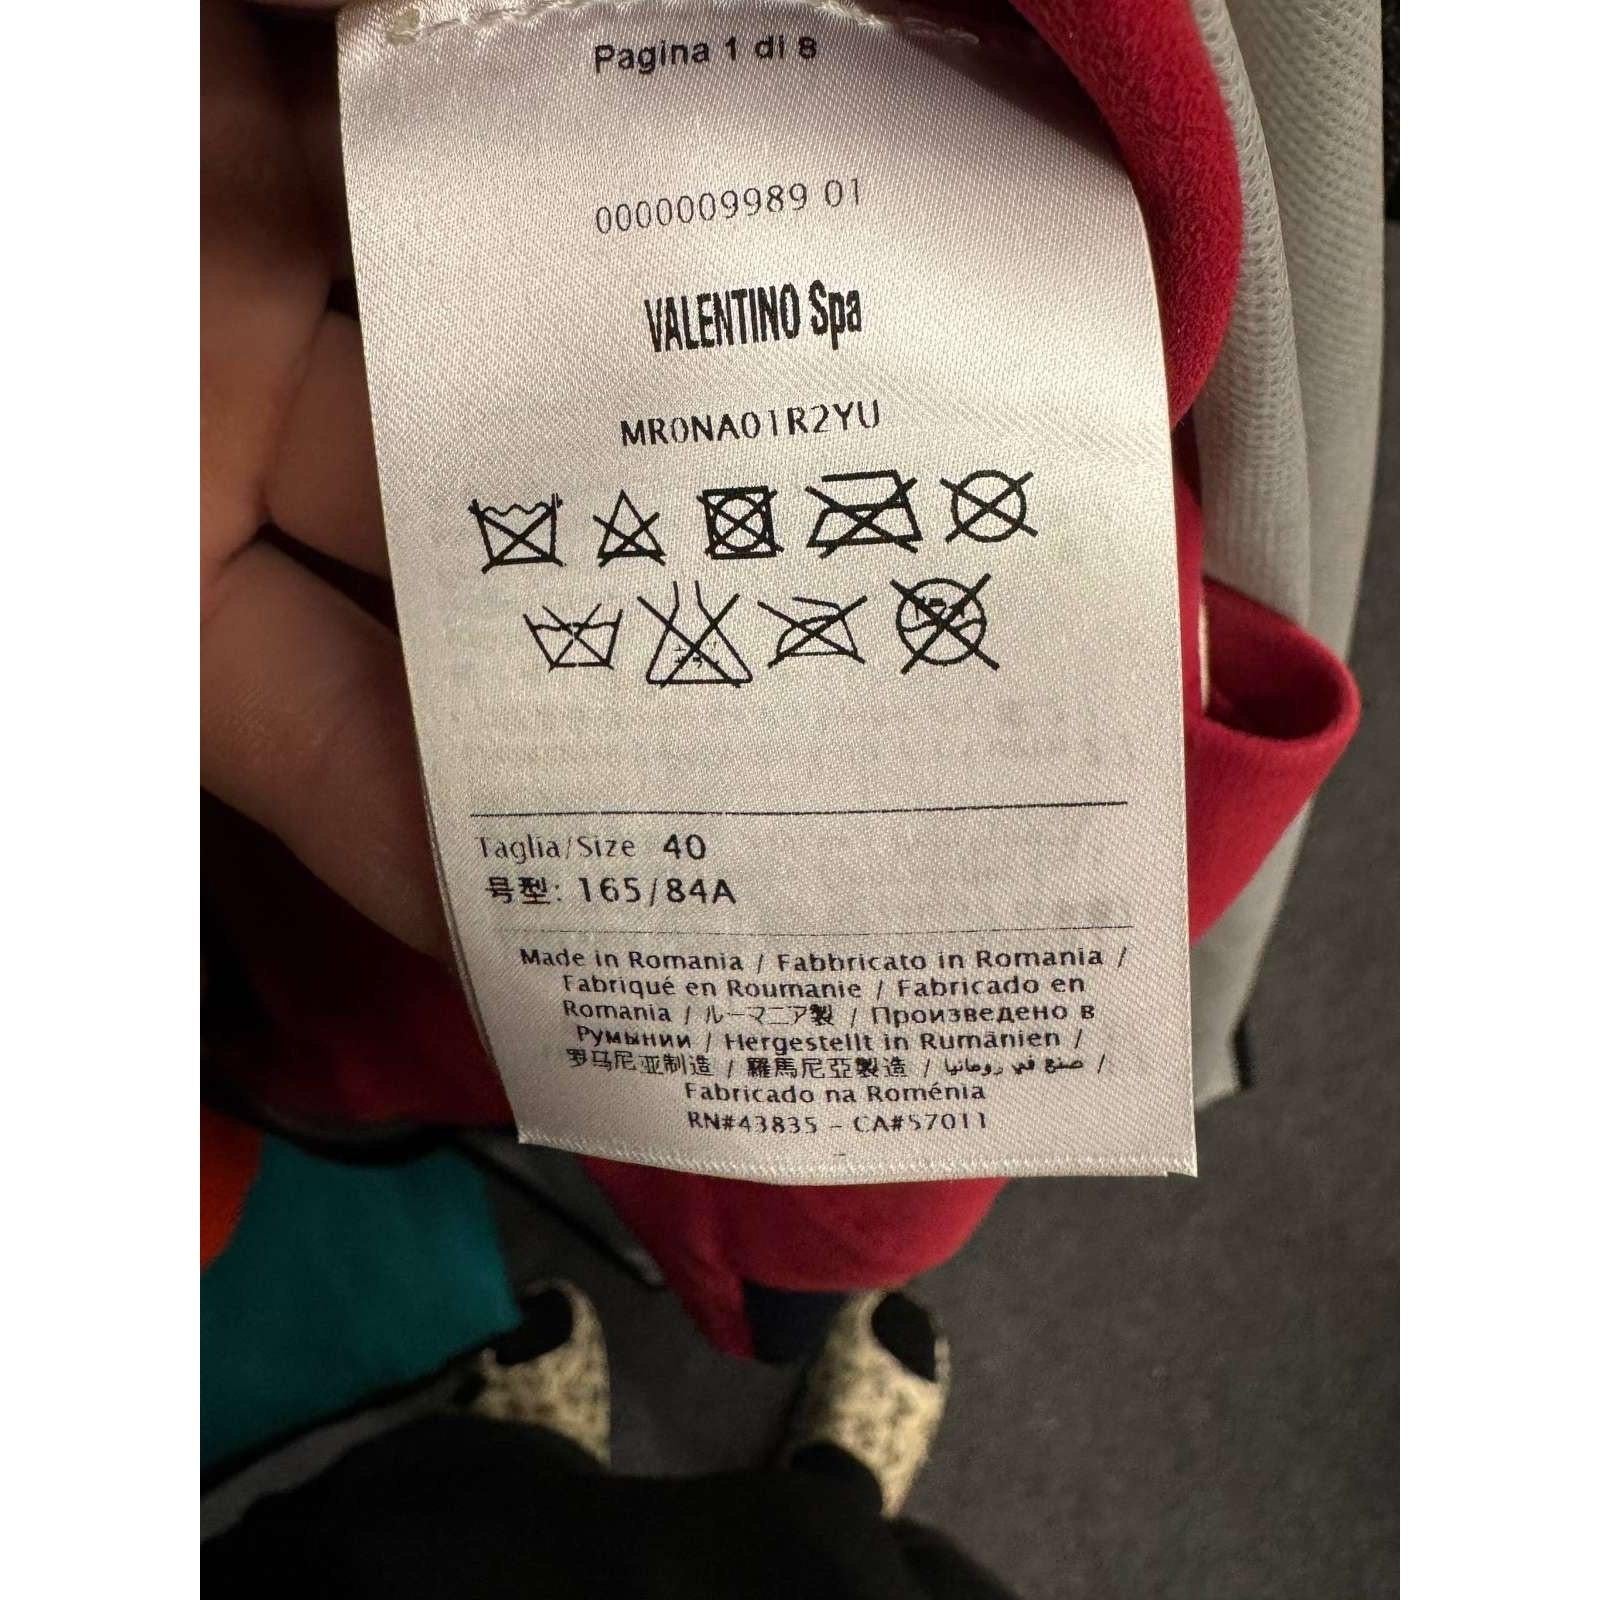 Pagina 1 di 8
0000009989 01
VALENTINO Spa
MR0NA01R2YU
Taglia/Size 40
号型: 165/84A
Made in Romania / Fabbricato in Romania /
Fabriqué en Roumanie / Fabricado en
Romania / ルーマニア製 / Произведено в
Румынии / Hergestellt in Rumänien /
罗马尼亚制造 / 羅馬尼亞製造 / صنع في رومانيا /
Fabricado na Roménia
RN#43835 - CA#57011